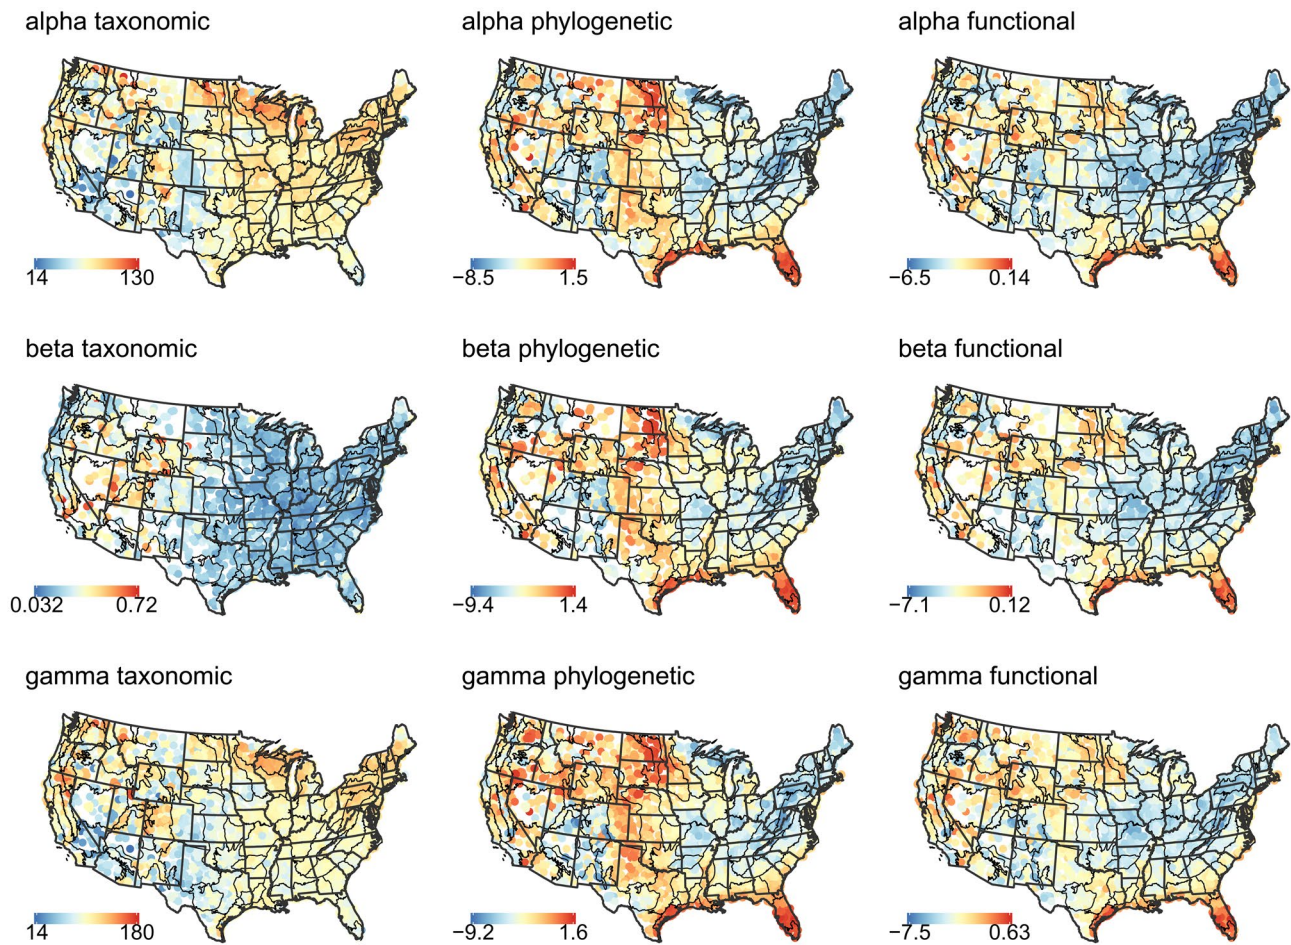 alpha taxonomic
alpha phylogenetic
alpha functional
14 130
−8.5 1.5
−6.5 0.14
beta taxonomic
beta phylogenetic
beta functional
0.032 0.72
−9.4 1.4
−7.1 0.12
gamma taxonomic
gamma phylogenetic
gamma functional
14 180
−9.2 1.6
−7.5 0.63